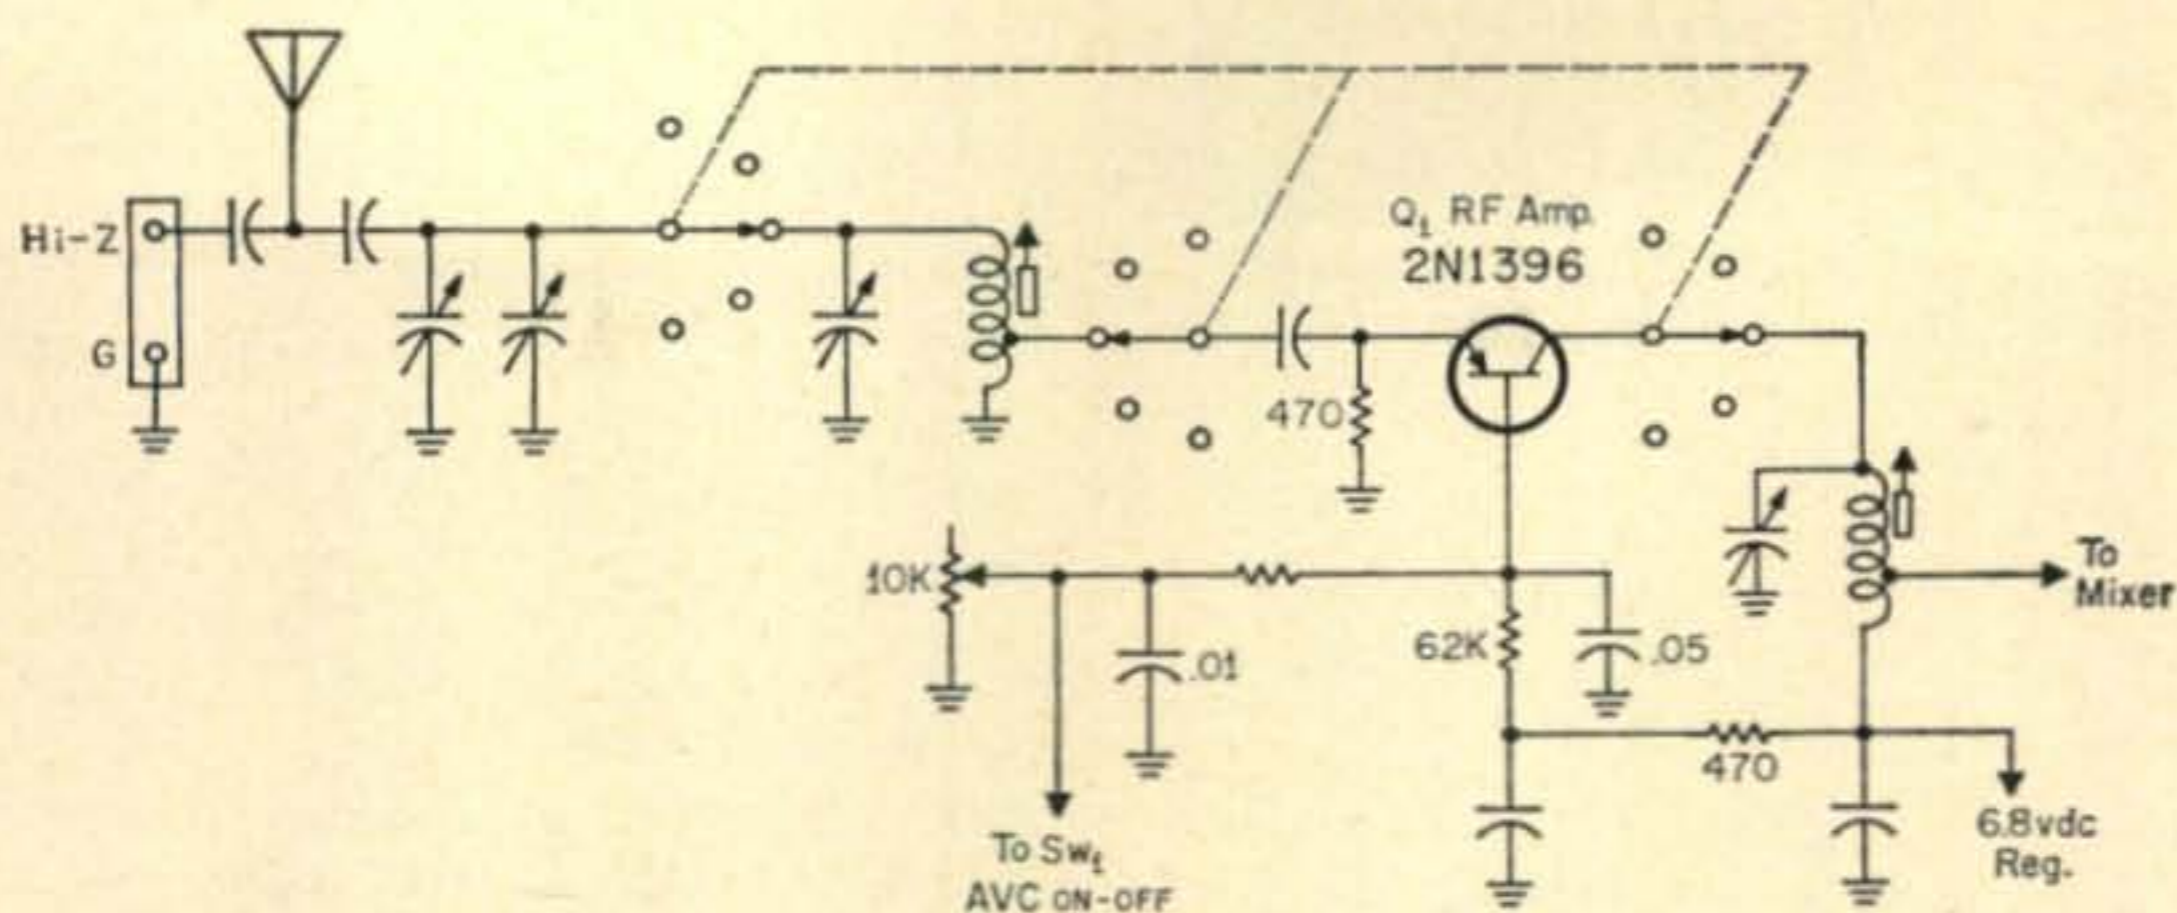 Hi-Z
G
Q1 RF Amp.
2N1396
470
10K
.01
62K
.05
470
To
Mixer
To Sw1
AVC ON-OFF
6.8vdc
Reg.